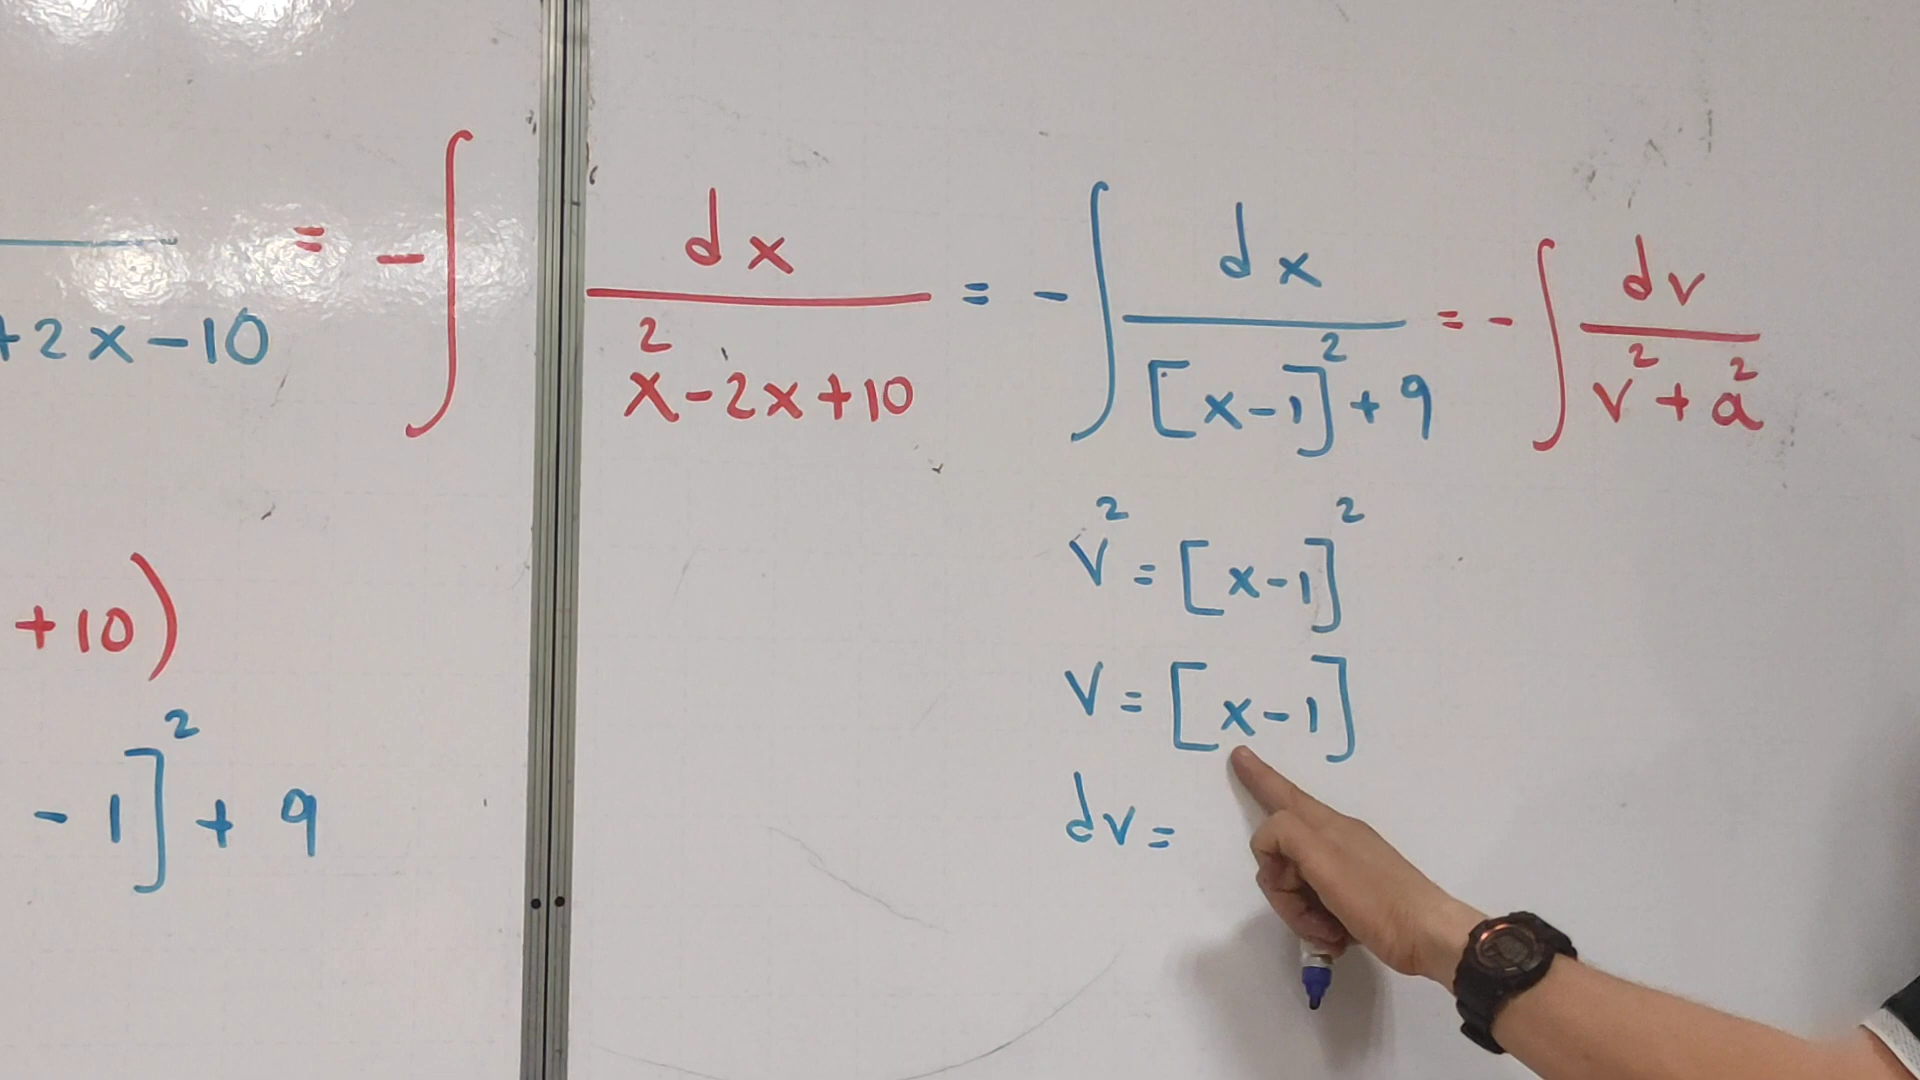 = - ∫ dx / x² - 2x + 10 = - ∫ dx / [x - 1]² + 9 = - ∫ dv / v² + a²
+ 2x - 10
v² = [x - 1]²
+ 10)
v = [x - 1]
- 1]² + 9
dv =